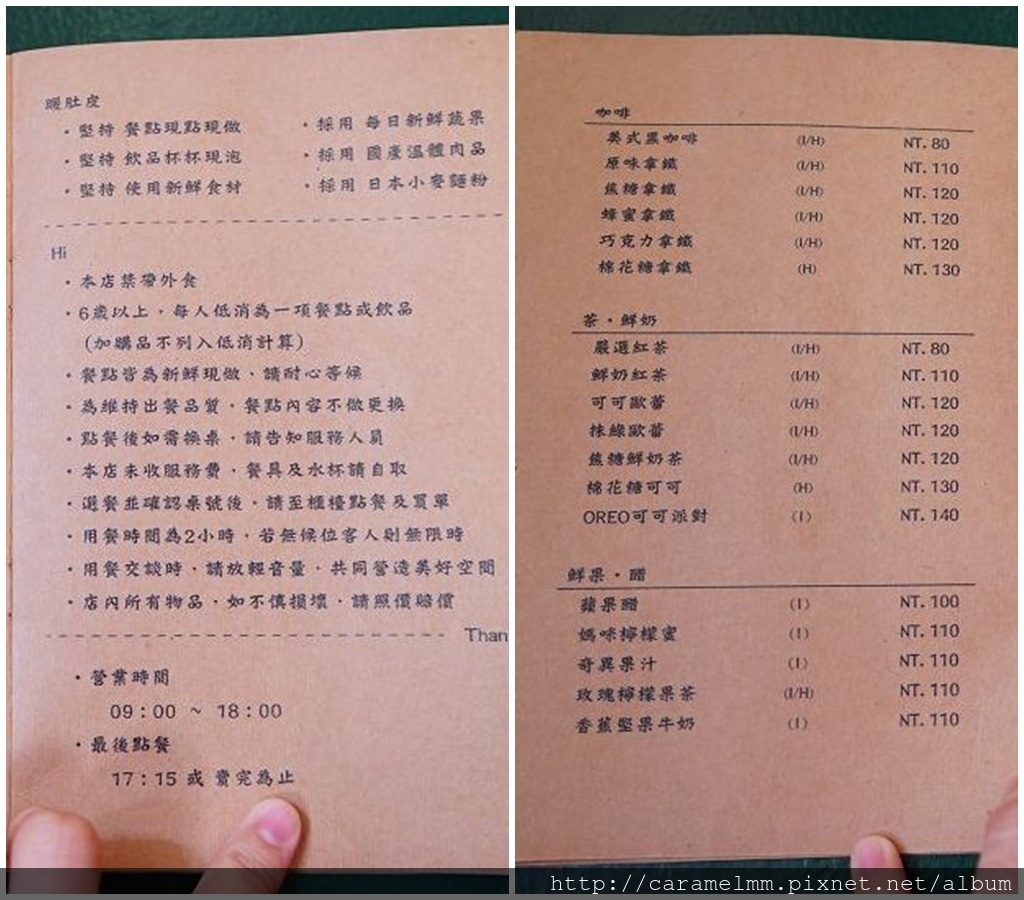 暖肚皮
・堅持 餐點現點現做 ・採用 每日新鮮蔬果
・堅持 飲品杯杯現泡 ・採用 國產溫體肉品
・堅持 使用新鮮食材 ・採用 日本小麥麵粉
Hi
・本店禁帶外食
・6歲以上，每人低消為一項餐點或飲品
(加購品不列入低消計算)
・餐點皆為新鮮現做、請耐心等候
・為維持出餐品質，餐點內容不做更換
・點餐後如需換桌，請告知服務人員
・本店未收服務費、餐具及水杯請自取
・選餐並確認桌號後，請至櫃檯點餐及買單
・用餐時間為2小時，若無候位客人則無限時
・用餐交談時、請放輕音量，共同營造美好空間
・店內所有物品、如不慎損壞，請照價賠償
Than
・營業時間
09：00 ~ 18：00
・最後點餐
17：15 或 賣完為止
咖啡
美式黑咖啡 (I/H) NT. 80
原味拿鐵 (I/H) NT. 110
焦糖拿鐵 (I/H) NT. 120
蜂蜜拿鐵 (I/H) NT. 120
巧克力拿鐵 (I/H) NT. 120
棉花糖拿鐵 (H) NT. 130
茶・鮮奶
嚴選紅茶 (I/H) NT. 80
鮮奶紅茶 (I/H) NT. 110
可可歐蕾 (I/H) NT. 120
抹綠歐蕾 (I/H) NT. 120
焦糖鮮奶茶 (I/H) NT. 120
棉花糖可可 (H) NT. 130
OREO可可派對 (I) NT. 140
鮮果・醋
蘋果醋 (I) NT. 100
媽咪檸檬蜜 (I) NT. 110
奇異果汁 (I) NT. 110
玫瑰檸檬果茶 (I/H) NT. 110
香蕉堅果牛奶 (I) NT. 110
http://caramelmm.pixnet.net/album